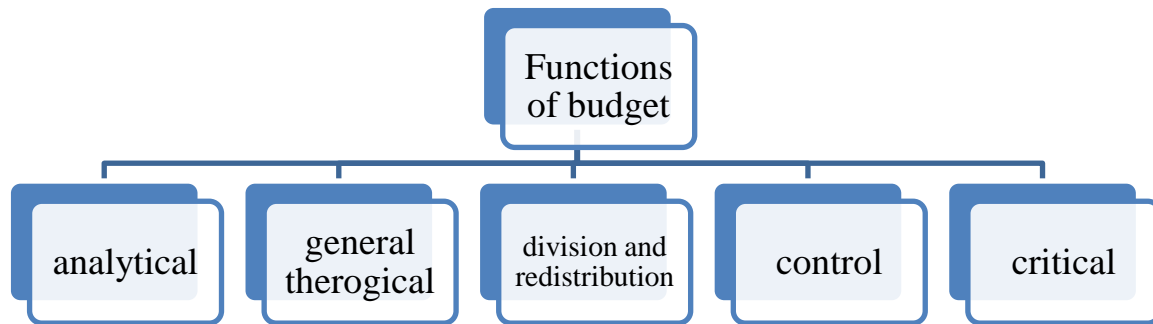 Functions
of budget
analytical
general
therogical
division and
redistribution
control
critical